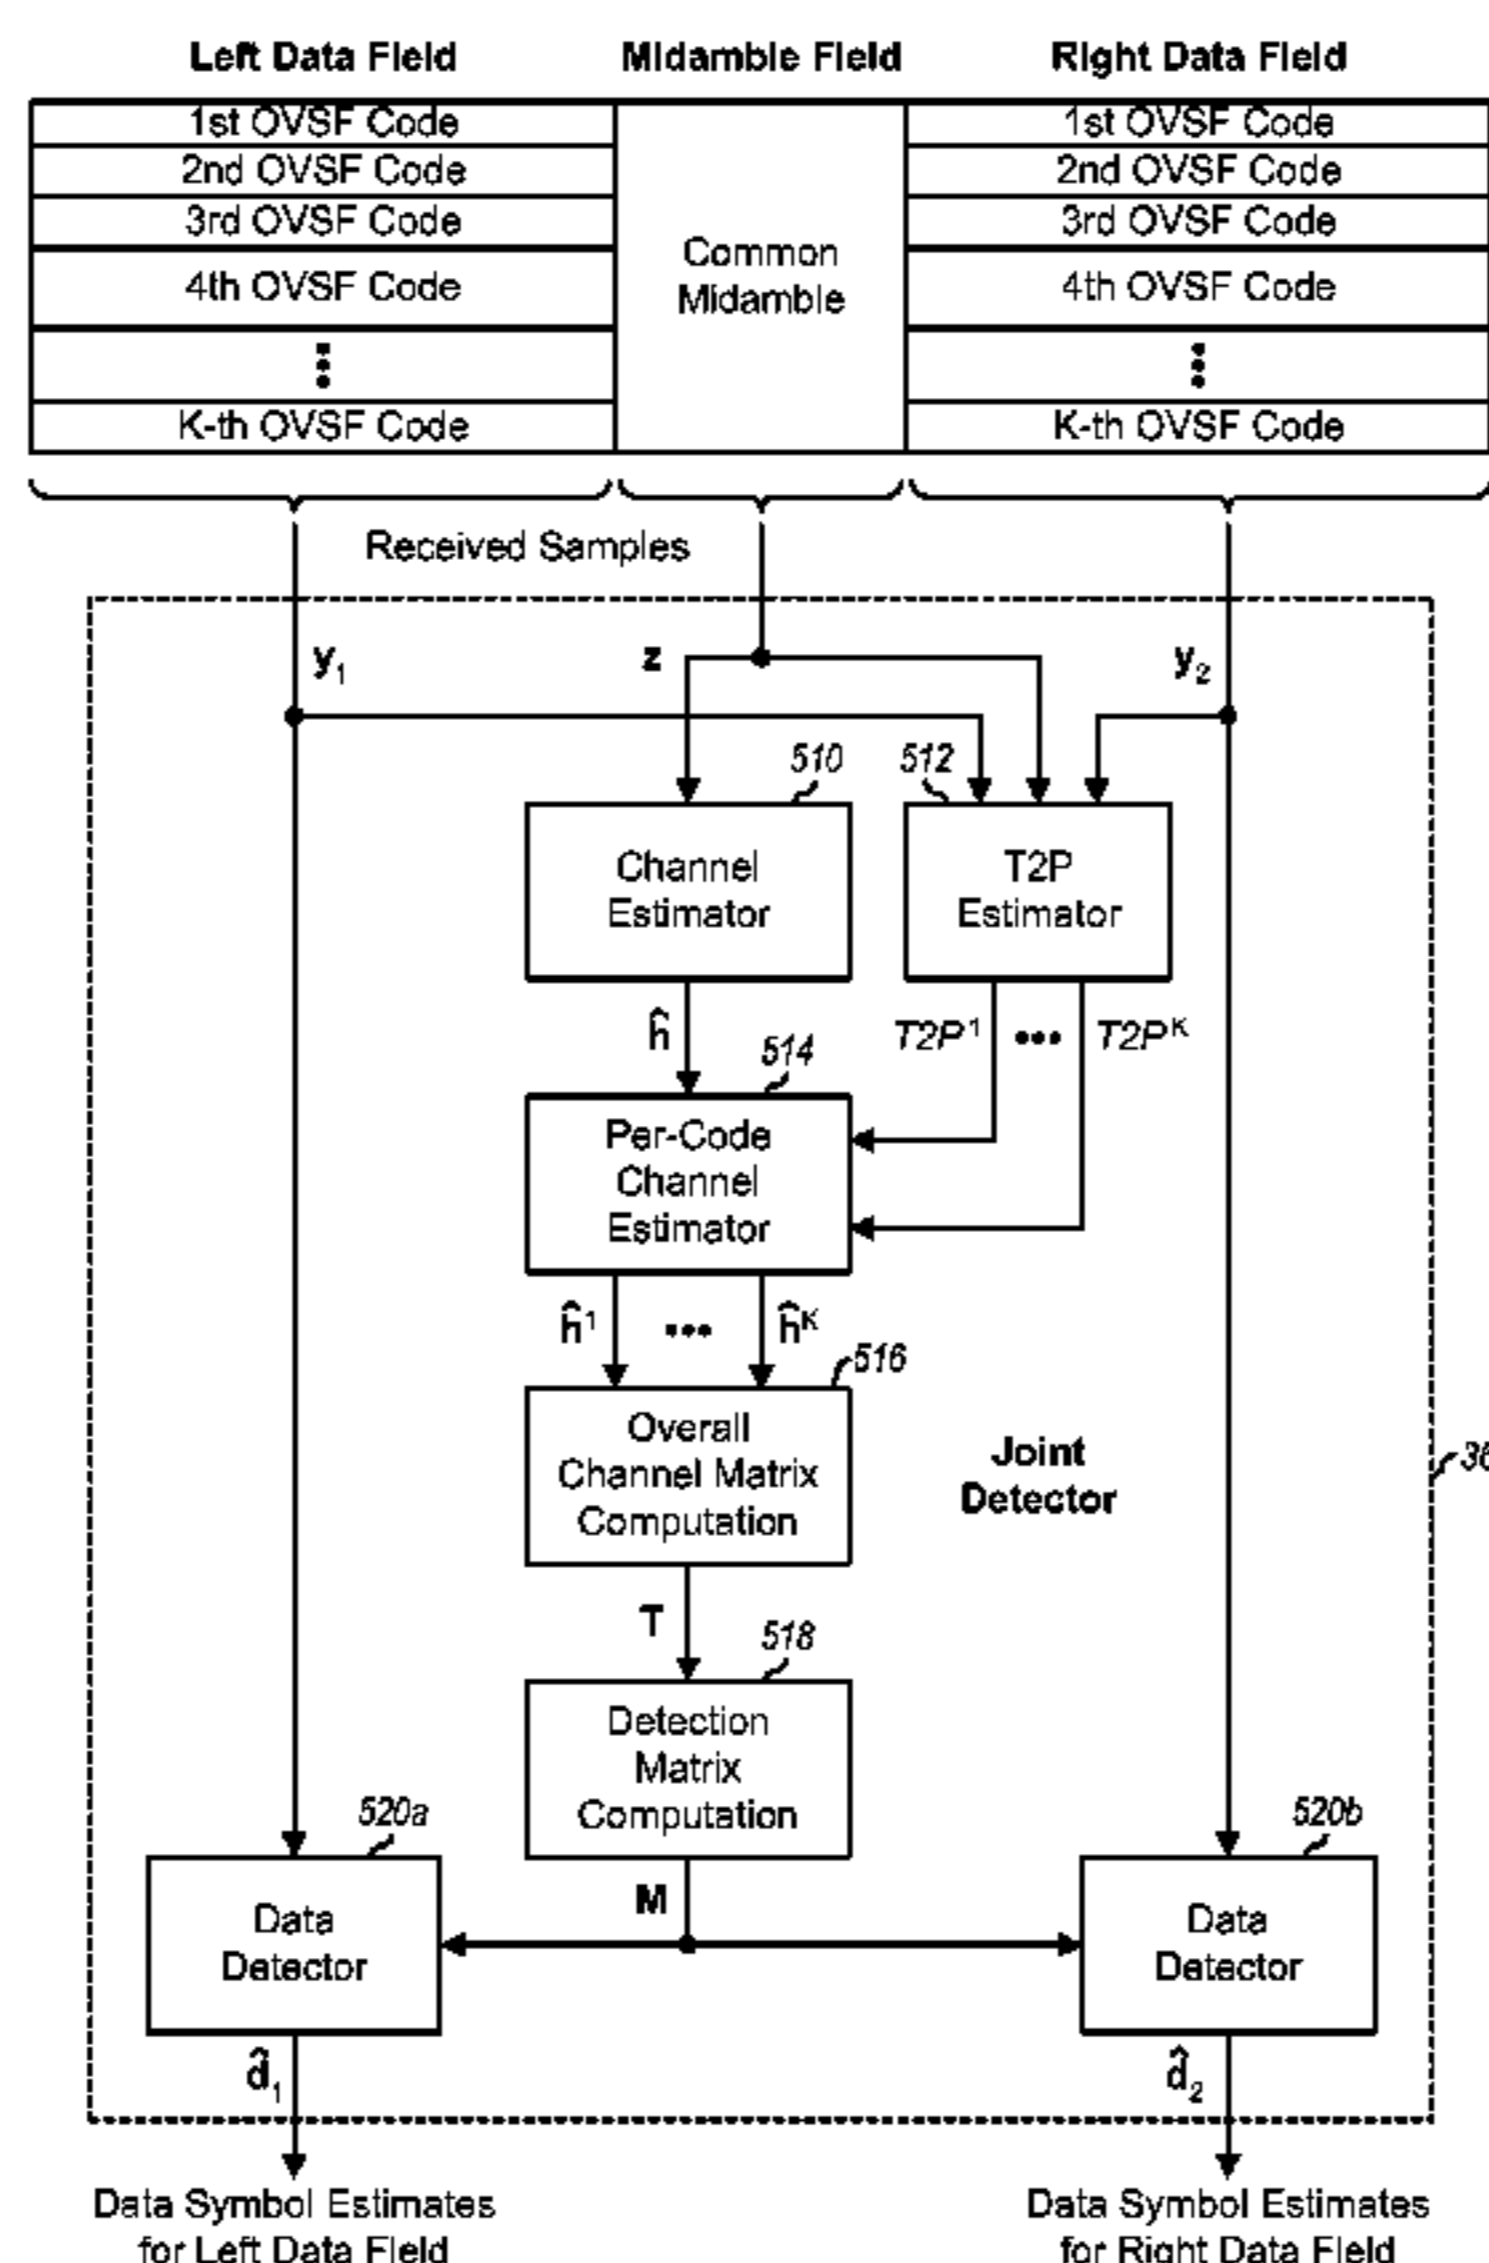 Left Data Field Midamble Field Right Data Field
1st OVSF Code 1st OVSF Code
2nd OVSF Code 2nd OVSF Code
3rd OVSF Code 3rd OVSF Code
Common
Midamble
4th OVSF Code 4th OVSF Code
K-th OVSF Code K-th OVSF Code
Received Samples
y₁ z y₂
510 512
Channel
Estimator
T2P
Estimator
ĥ T2P¹ ••• T2Pᴷ
514
Per-Code
Channel
Estimator
ĥ¹ ••• ĥᴷ
516
Overall
Channel Matrix
Computation
Joint
Detector
T
518
Detection
Matrix
Computation
520a 520b
M
Data
Detector
Data
Detector
d̂₁ d̂₂
Data Symbol Estimates
for Left Data Field
Data Symbol Estimates
for Right Data Field